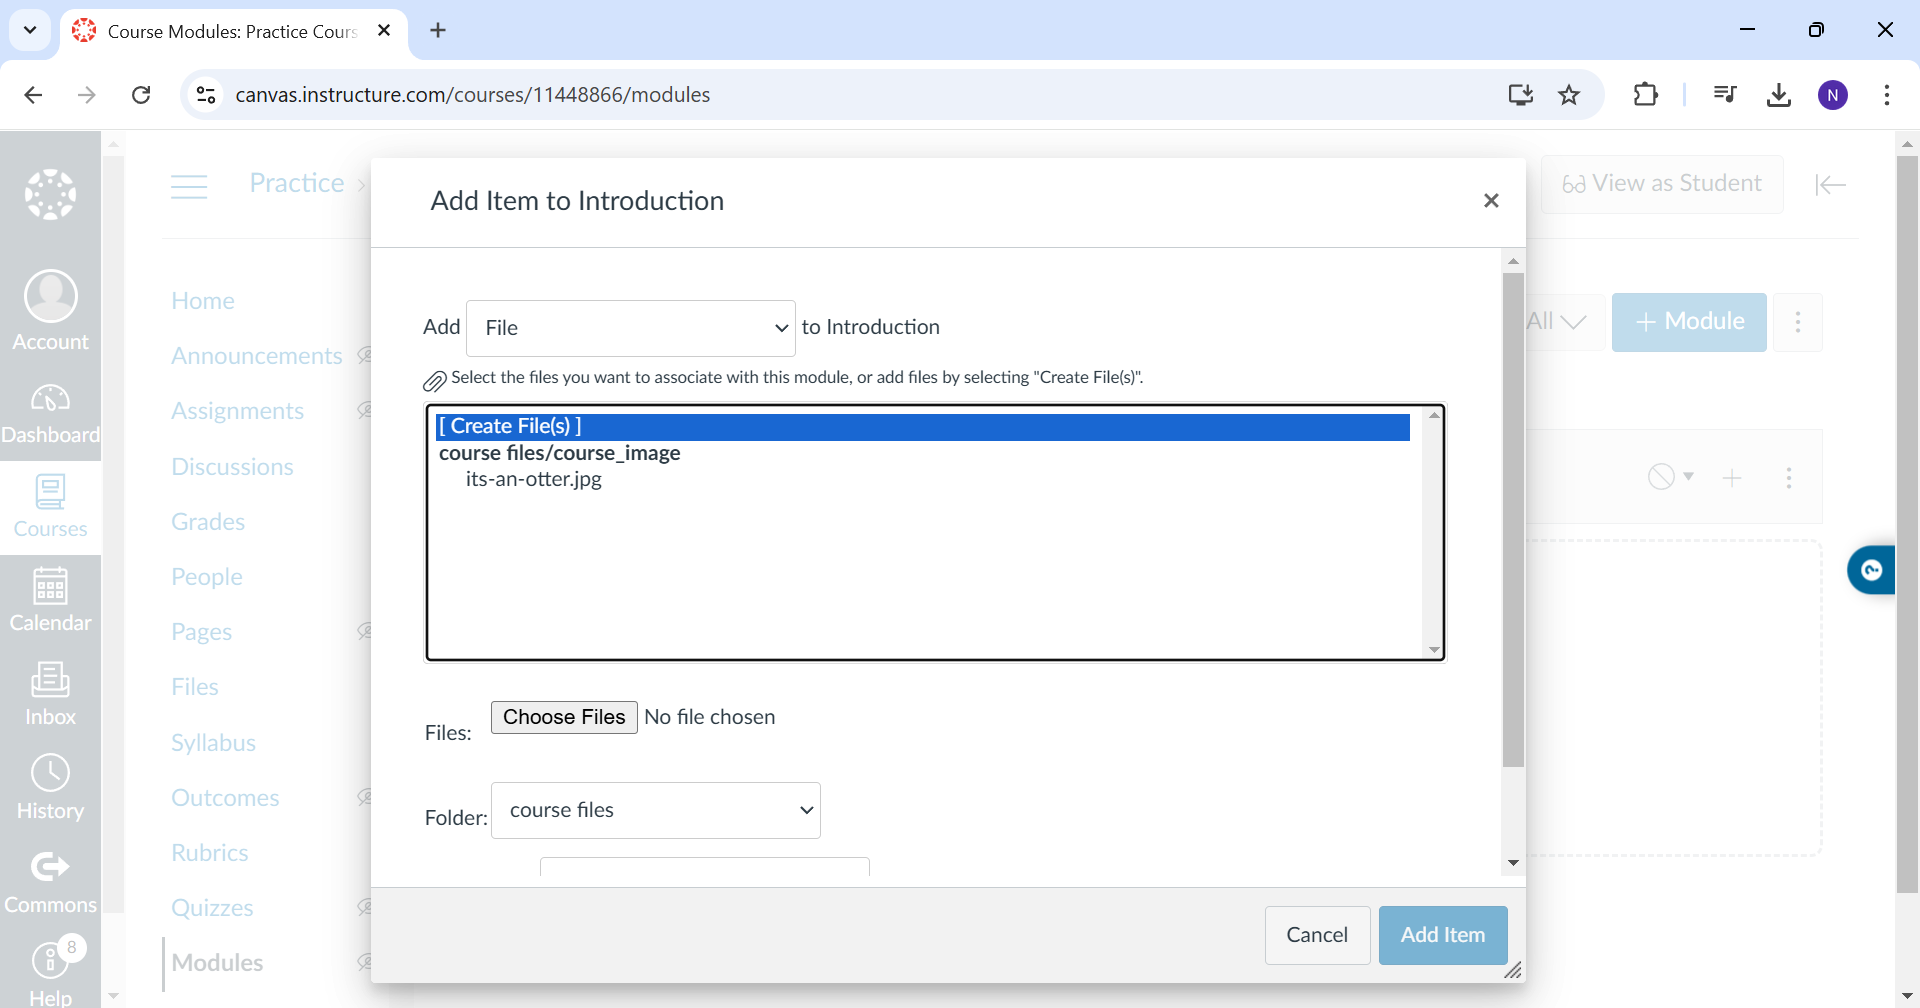 Course Modules: Practice Cours
canvas.instructure.com/courses/11448866/modules
N
Account
Dashboard
Courses
Calendar
Inbox
History
Commons
8
Help
Practice
View as Student
Home
Announcements
Assignments
Discussions
Grades
People
Pages
Files
Syllabus
Outcomes
Rubrics
Quizzes
Modules
All
+ Module
Add Item to Introduction
Add File to Introduction
Select the files you want to associate with this module, or add files by selecting "Create File(s)".
[ Create File(s) ]
course files/course_image
its-an-otter.jpg
Files: Choose Files No file chosen
Folder: course files
Cancel Add Item